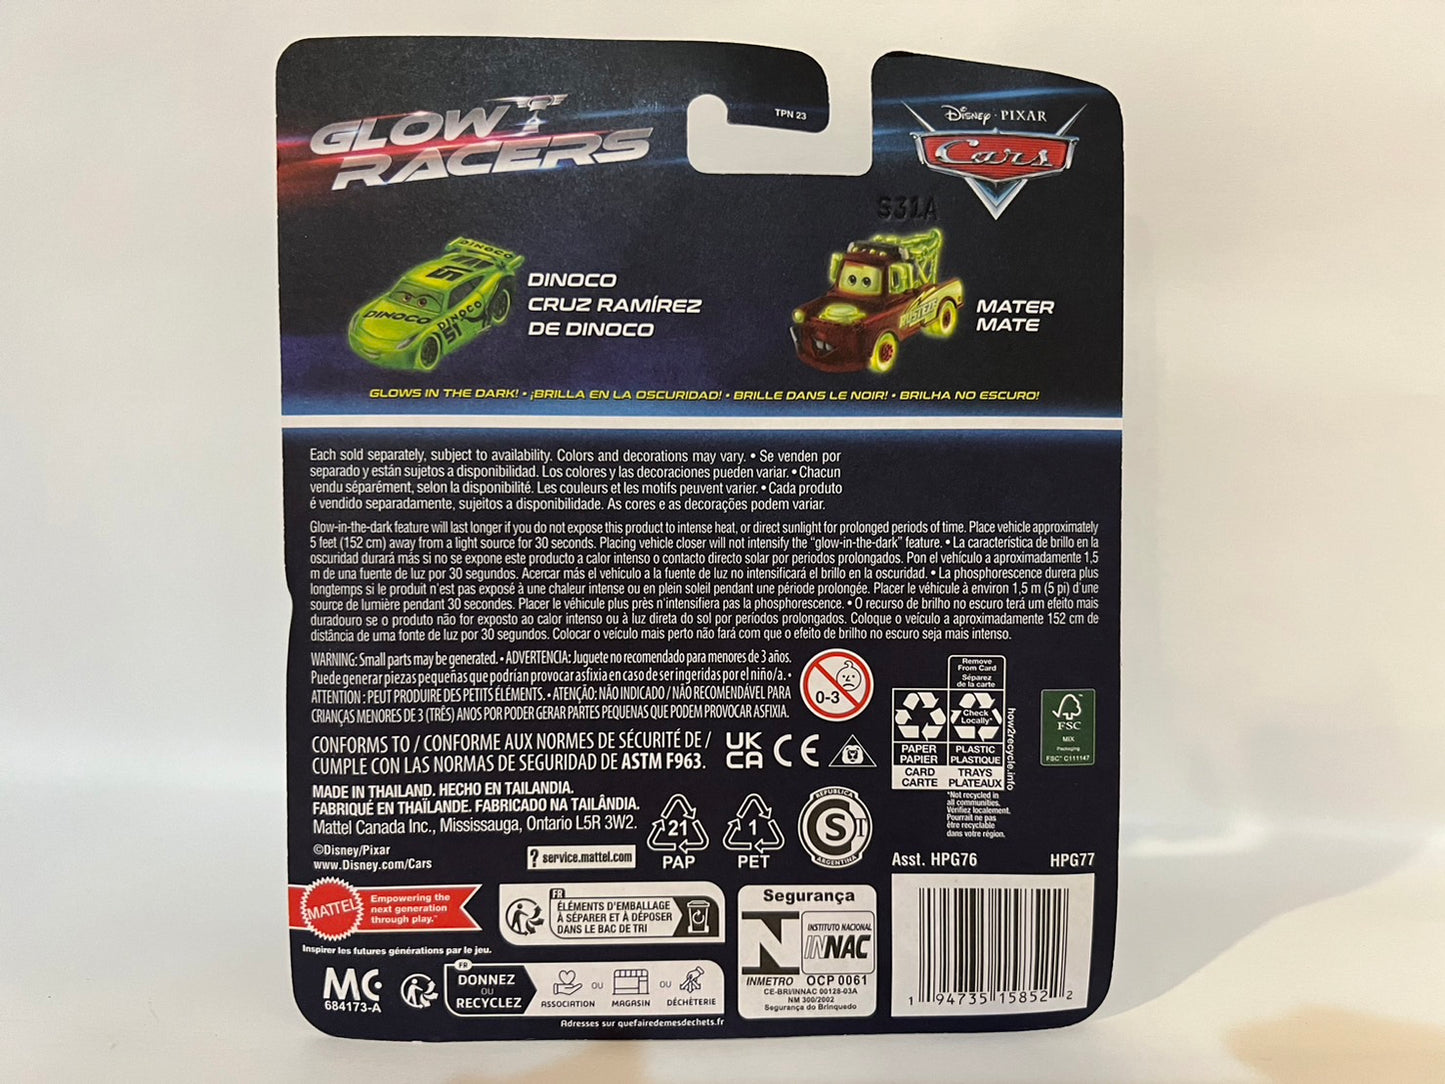 GLOW
RACERS
TPN 23
Disney · PIXAR
Cars
S31A
DINOCO
CRUZ RAMÍREZ
DE DINOCO
MATER
MATE
GLOWS IN THE DARK! • ¡BRILLA EN LA OSCURIDAD! • BRILLE DANS LE NOIR! • BRILHA NO ESCURO!
Each sold separately, subject to availability. Colors and decorations may vary. • Se venden por
separado y están sujetos a disponibilidad. Los colores y las decoraciones pueden variar. • Chacun
vendu séparément, selon la disponibilité. Les couleurs et les motifs peuvent varier. • Cada produto
é vendido separadamente, sujeitos a disponibilidade. As cores e as decorações podem variar.
Glow-in-the-dark feature will last longer if you do not expose this product to intense heat, or direct sunlight for prolonged periods of time. Place vehicle approximately
5 feet (152 cm) away from a light source for 30 seconds. Placing vehicle closer will not intensify the “glow-in-the-dark” feature. • La característica de brillo en la
oscuridad durará más si no se expone este producto a calor intenso o contacto directo solar por periodos prolongados. Pon el vehículo a aproximadamente 1,5
m de una fuente de luz por 30 segundos. Acercar más el vehículo a la fuente de luz no intensificará el brillo en la oscuridad. • La phosphorescence durera plus
longtemps si le produit n’est pas exposé à une chaleur intense ou en plein soleil pendant une période prolongée. Placer le véhicule à environ 1,5 m (5 pi) d’une
source de lumière pendant 30 secondes. Placer le véhicule plus près n’intensifiera pas la phosphorescence. • O recurso de brilho no escuro terá um efeito mais
duradouro se o produto não for exposto ao calor intenso ou à luz direta do sol por períodos prolongados. Coloque o veículo a aproximadamente 152 cm de
distância de uma fonte de luz por 30 segundos. Colocar o veículo mais perto não fará com que o efeito de brilho no escuro seja mais intenso.
WARNING: Small parts may be generated. • ADVERTENCIA: Juguete no recomendado para menores de 3 años.
Puede generar piezas pequeñas que podrían provocar asfixia en caso de ser ingeridas por el niño/a. •
ATTENTION : PEUT PRODUIRE DES PETITS ÉLÉMENTS. • ATENÇÃO: NÃO INDICADO / NÃO RECOMENDÁVEL PARA
CRIANÇAS MENORES DE 3 (TRÊS) ANOS POR PODER GERAR PARTES PEQUENAS QUE PODEM PROVOCAR ASFIXIA.
0-3
Remove
From Card
Séparez
de la carte
Check
Locally*
PAPER
PAPIER
PLASTIC
PLASTIQUE
CARD
CARTE
TRAYS
PLATEAUX
how2recycle.info
*Not recycled in
all communities.
Vérifiez localement.
Pourrait ne pas
être recyclable
dans votre région.
FSC
MIX
Packaging
FSC™ C111147
CONFORMS TO / CONFORME AUX NORMES DE SÉCURITÉ DE /
CUMPLE CON LAS NORMAS DE SEGURIDAD DE ASTM F963.
UK
CA CE
MADE IN THAILAND. HECHO EN TAILANDIA.
FABRIQUÉ EN THAÏLANDE. FABRICADO NA TAILÂNDIA.
Mattel Canada Inc., Mississauga, Ontario L5R 3W2.
©Disney/Pixar
www.Disney.com/Cars
? service.mattel.com
21
PAP
1
PET
REPUBLICA
S T
ARGENTINA
Asst. HPG76
HPG77
MATTEL
Empowering the
next generation
through play.™
Inspirer les futures générations par le jeu.
FR
ÉLÉMENTS D'EMBALLAGE
À SÉPARER ET À DÉPOSER
DANS LE BAC DE TRI
Segurança
N
INMETRO
INSTITUTO NACIONAL
INNAC
OCP 0061
CE-BRI/INNAC 00128-03A
NM 300/2002
Segurança do Brinquedo
MC
684173-A
FR
DONNEZ
OU
RECYCLEZ
ASSOCIATION
OU
MAGASIN
OU
DÉCHÈTERIE
Adresses sur quefairedemesdechets.fr
1 94735 15852 2